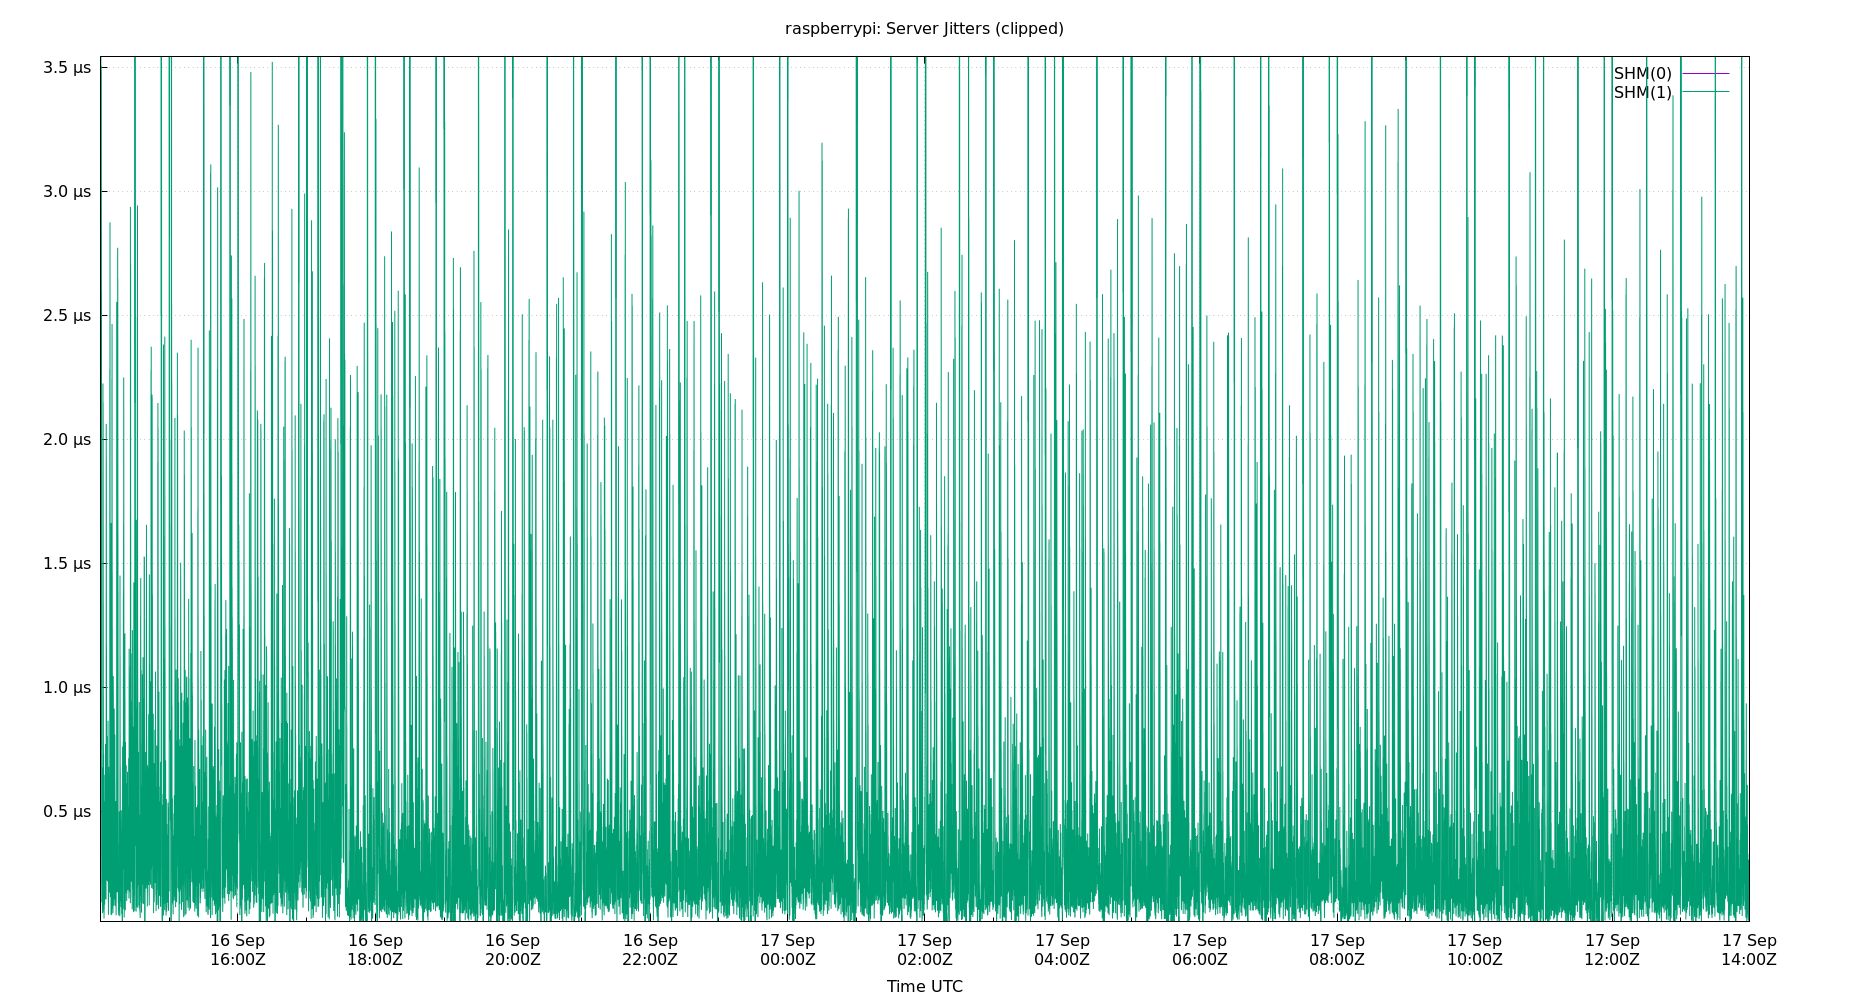 raspberrypi: Server Jitters (clipped)
3.5 µs
3.0 µs
2.5 µs
2.0 µs
1.5 µs
1.0 µs
0.5 µs
SHM(0)
SHM(1)
16 Sep 16 Sep 16 Sep 16 Sep 17 Sep 17 Sep 17 Sep 17 Sep 17 Sep 17 Sep 17 Sep 17 Sep
16:00Z 18:00Z 20:00Z 22:00Z 00:00Z 02:00Z 04:00Z 06:00Z 08:00Z 10:00Z 12:00Z 14:00Z
Time UTC